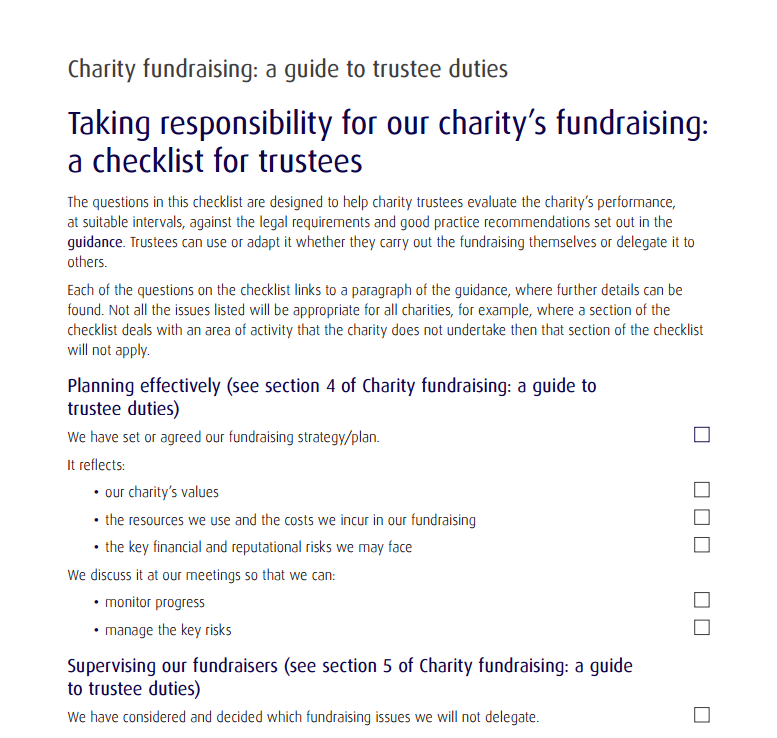 Charity fundraising: a guide to trustee duties
Taking responsibility for our charity’s fundraising:
a checklist for trustees
The questions in this checklist are designed to help charity trustees evaluate the charity’s performance,
at suitable intervals, against the legal requirements and good practice recommendations set out in the
guidance. Trustees can use or adapt it whether they carry out the fundraising themselves or delegate it to
others.
Each of the questions on the checklist links to a paragraph of the guidance, where further details can be
found. Not all the issues listed will be appropriate for all charities, for example, where a section of the
checklist deals with an area of activity that the charity does not undertake then that section of the checklist
will not apply.
Planning effectively (see section 4 of Charity fundraising: a guide to
trustee duties)
We have set or agreed our fundraising strategy/plan.
It reflects:
• our charity’s values
• the resources we use and the costs we incur in our fundraising
• the key financial and reputational risks we may face
We discuss it at our meetings so that we can:
• monitor progress
• manage the key risks
Supervising our fundraisers (see section 5 of Charity fundraising: a guide
to trustee duties)
We have considered and decided which fundraising issues we will not delegate.